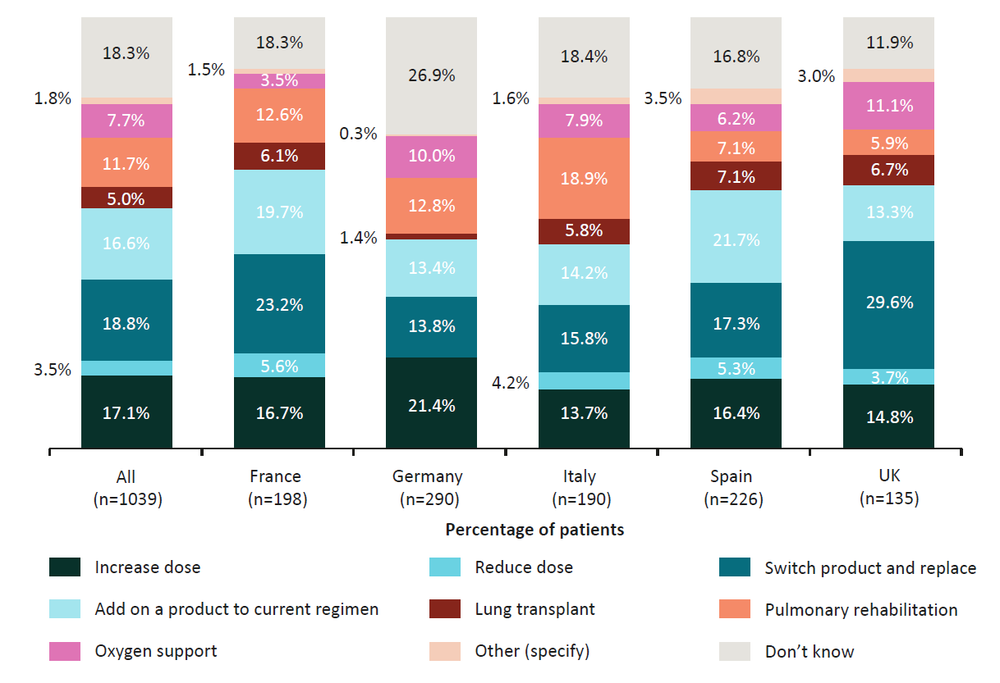 18.3%
1.8%
7.7%
11.7%
5.0%
16.6%
18.8%
3.5%
17.1%
18.3%
1.5%
3.5%
12.6%
6.1%
19.7%
23.2%
5.6%
16.7%
26.9%
0.3%
10.0%
12.8%
1.4%
13.4%
13.8%
21.4%
18.4%
1.6%
7.9%
18.9%
5.8%
14.2%
15.8%
4.2%
13.7%
16.8%
3.5%
6.2%
7.1%
7.1%
21.7%
17.3%
5.3%
16.4%
11.9%
3.0%
11.1%
5.9%
6.7%
13.3%
29.6%
3.7%
14.8%
All
(n=1039)
France
(n=198)
Germany
(n=290)
Italy
(n=190)
Spain
(n=226)
UK
(n=135)
Percentage of patients
Increase dose
Reduce dose
Switch product and replace
Add on a product to current regimen
Lung transplant
Pulmonary rehabilitation
Oxygen support
Other (specify)
Don’t know